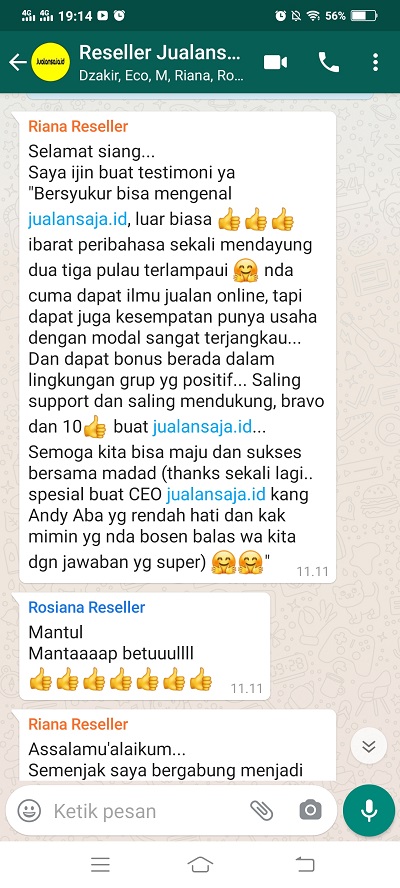 4G 4G 19:14 56%
Jualansaja.id
Reseller Jualans...
Dzakir, Eco, M, Riana, Ro...
Riana Reseller
Selamat siang...
Saya ijin buat testimoni ya
"Bersyukur bisa mengenal
jualansaja.id, luar biasa 👍👍👍
ibarat peribahasa sekali mendayung
dua tiga pulau terlampaui 🤗 nda
cuma dapat ilmu jualan online, tapi
dapat juga kesempatan punya usaha
dengan modal sangat terjangkau...
Dan dapat bonus berada dalam
lingkungan grup yg positif... Saling
support dan saling mendukung, bravo
dan 10👍 buat jualansaja.id...
Semoga kita bisa maju dan sukses
bersama madad (thanks sekali lagi..
spesial buat CEO jualansaja.id kang
Andy Aba yg rendah hati dan kak
mimin yg nda bosen balas wa kita
dgn jawaban yg super) 🤗🤗"
11.11
Rosiana Reseller
Mantul
Mantaaaap betuuullll
👍👍👍👍👍👍👍
11.11
Riana Reseller
Assalamu'alaikum...
Semenjak saya bergabung menjadi
Ketik pesan